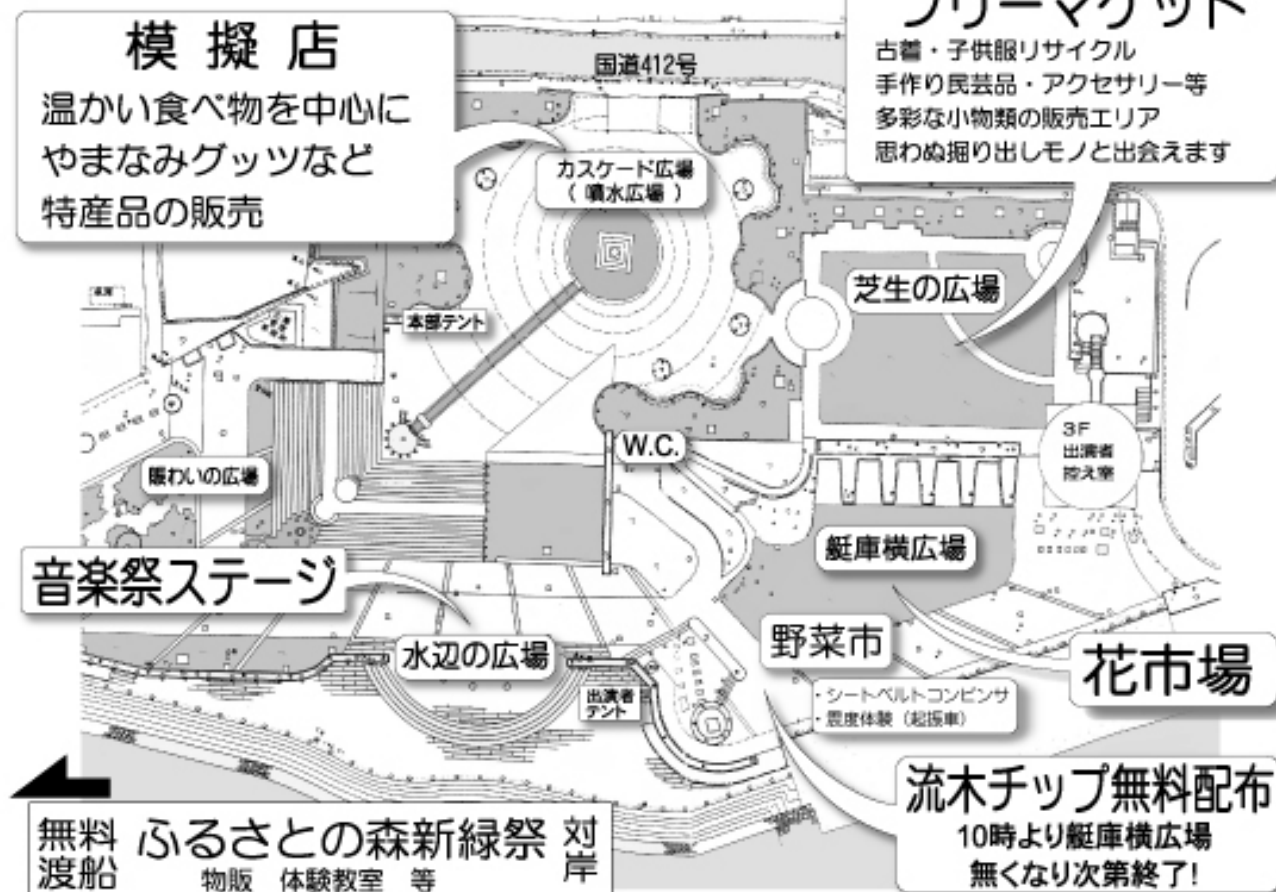 模擬店
温かい食べ物を中心に
やまなみグッツなど
特産品の販売
国道412号
フリーマケット
古着・子供服リサイクル
手作り民芸品・アクセサリー等
多彩な小物類の販売エリア
思わぬ掘り出しモノと出会えます
カスケード広場
(噴水広場)
芝生の広場
本部テント
賑わいの広場
W.C.
3F
出演者
控え室
艇庫横広場
音楽祭ステージ
水辺の広場
出演者
テント
野菜市
・シートベルトコンビンサ
・震度体験(起振車)
花市場
流木チップ無料配布
10時より艇庫横広場
無くなり次第終了!
無料
渡船
ふるさとの森新緑祭
物販 体験教室 等
対岸